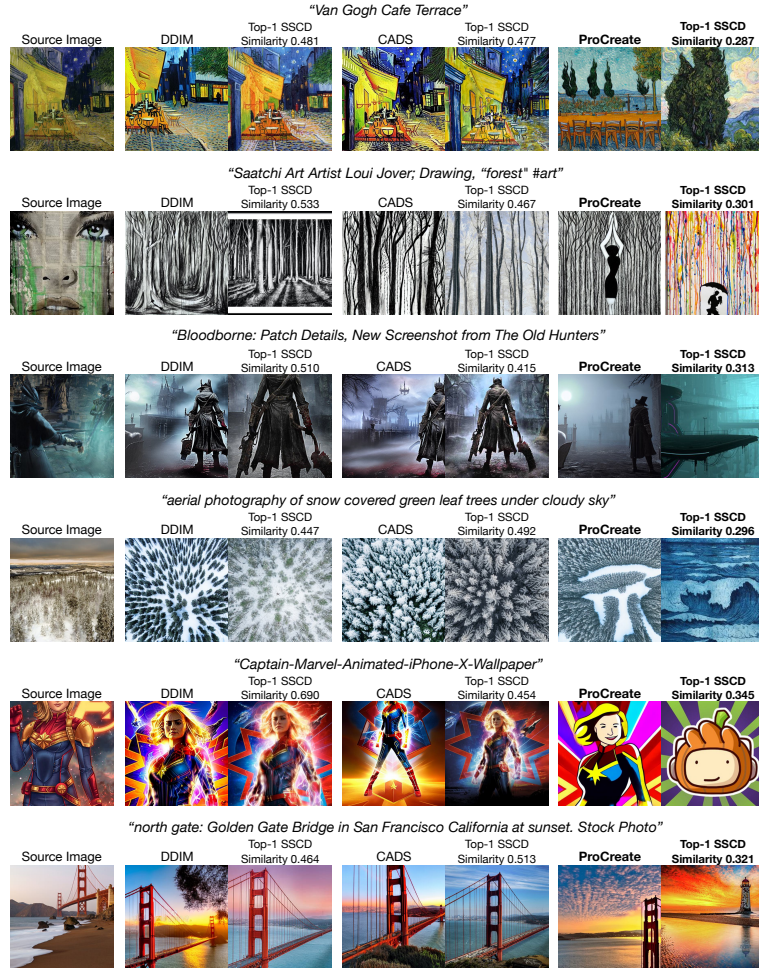 “Van Gogh Cafe Terrace”
Source Image DDIM Top-1 SSCD Similarity 0.481 CADS Top-1 SSCD Similarity 0.477 ProCreate Top-1 SSCD Similarity 0.287
“Saatchi Art Artist Loui Jover; Drawing, “forest" #art”
Source Image DDIM Top-1 SSCD Similarity 0.533 CADS Top-1 SSCD Similarity 0.467 ProCreate Top-1 SSCD Similarity 0.301
“Bloodborne: Patch Details, New Screenshot from The Old Hunters”
Source Image DDIM Top-1 SSCD Similarity 0.510 CADS Top-1 SSCD Similarity 0.415 ProCreate Top-1 SSCD Similarity 0.313
“aerial photography of snow covered green leaf trees under cloudy sky”
Source Image DDIM Top-1 SSCD Similarity 0.447 CADS Top-1 SSCD Similarity 0.492 ProCreate Top-1 SSCD Similarity 0.296
“Captain-Marvel-Animated-iPhone-X-Wallpaper”
Source Image DDIM Top-1 SSCD Similarity 0.690 CADS Top-1 SSCD Similarity 0.454 ProCreate Top-1 SSCD Similarity 0.345
“north gate: Golden Gate Bridge in San Francisco California at sunset. Stock Photo”
Source Image DDIM Top-1 SSCD Similarity 0.464 CADS Top-1 SSCD Similarity 0.513 ProCreate Top-1 SSCD Similarity 0.321